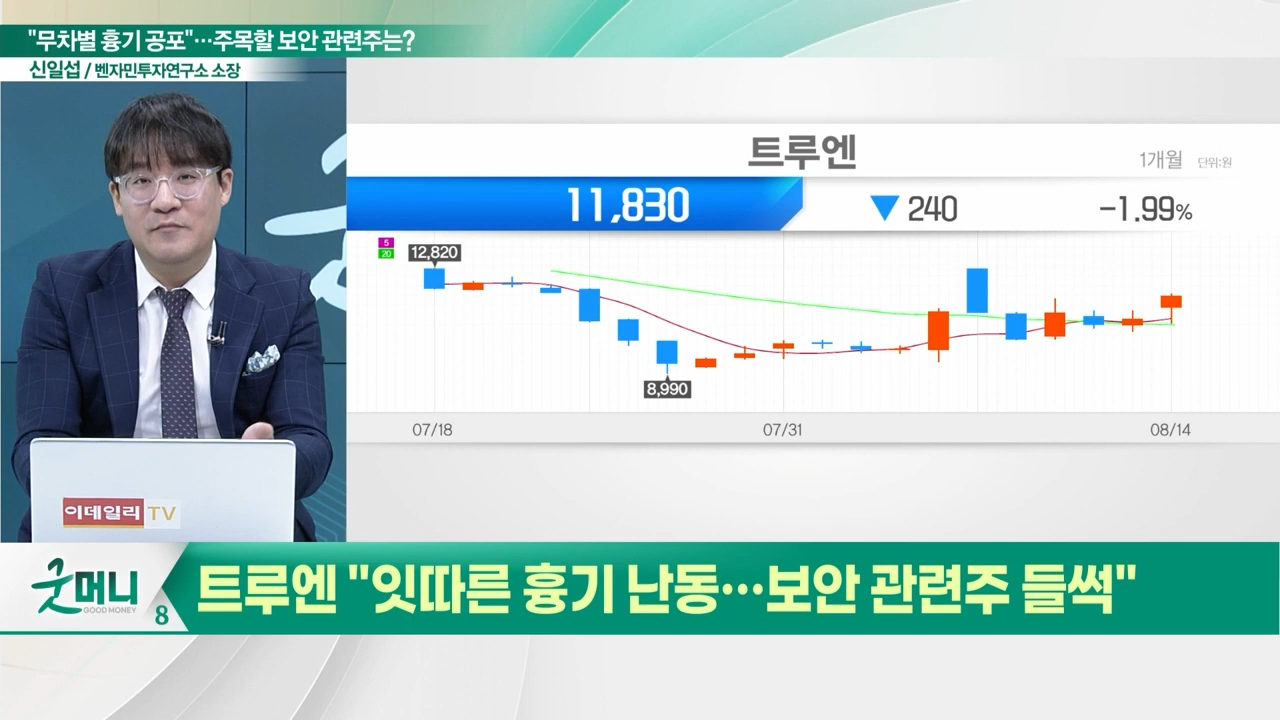 "무차별 흉기 공포"…주목할 보안 관련주는?
신일섭 / 벤자민투자연구소 소장
트루엔
1개월 단위:원
11,830 ▼ 240 -1.99%
5
20
12,820
8,990
07/18 07/31 08/14
이데일리 TV
굿머니
GOOD MONEY
8
트루엔 "잇따른 흉기 난동…보안 관련주 들썩"